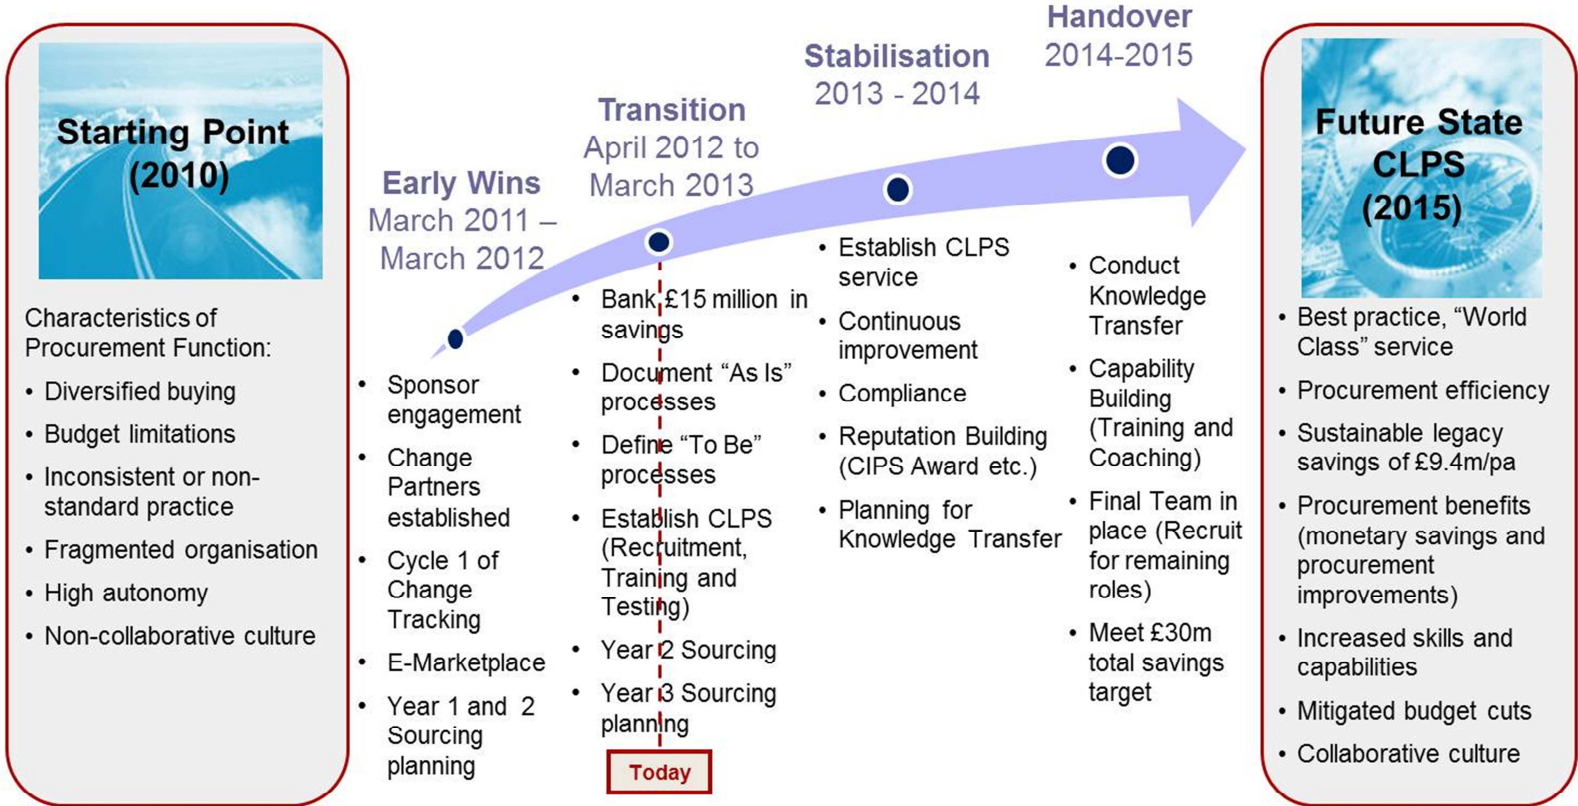 Starting Point
(2010)
Characteristics of
Procurement Function:
• Diversified buying
• Budget limitations
• Inconsistent or non-
standard practice
• Fragmented organisation
• High autonomy
• Non-collaborative culture
Early Wins
March 2011 –
March 2012
• Sponsor
engagement
• Change
Partners
established
• Cycle 1 of
Change
Tracking
• E-Marketplace
• Year 1 and 2
Sourcing
planning
Transition
April 2012 to
March 2013
• Bank £15 million in
savings
• Document “As Is”
processes
• Define “To Be”
processes
• Establish CLPS
(Recruitment,
Training and
Testing)
• Year 2 Sourcing
• Year 3 Sourcing
planning
Today
Stabilisation
2013 - 2014
• Establish CLPS
service
• Continuous
improvement
• Compliance
• Reputation Building
(CIPS Award etc.)
• Planning for
Knowledge Transfer
Handover
2014-2015
• Conduct
Knowledge
Transfer
• Capability
Building
(Training and
Coaching)
• Final Team in
place (Recruit
for remaining
roles)
• Meet £30m
total savings
target
Future State
CLPS
(2015)
• Best practice, “World
Class” service
• Procurement efficiency
• Sustainable legacy
savings of £9.4m/pa
• Procurement benefits
(monetary savings and
procurement
improvements)
• Increased skills and
capabilities
• Mitigated budget cuts
• Collaborative culture